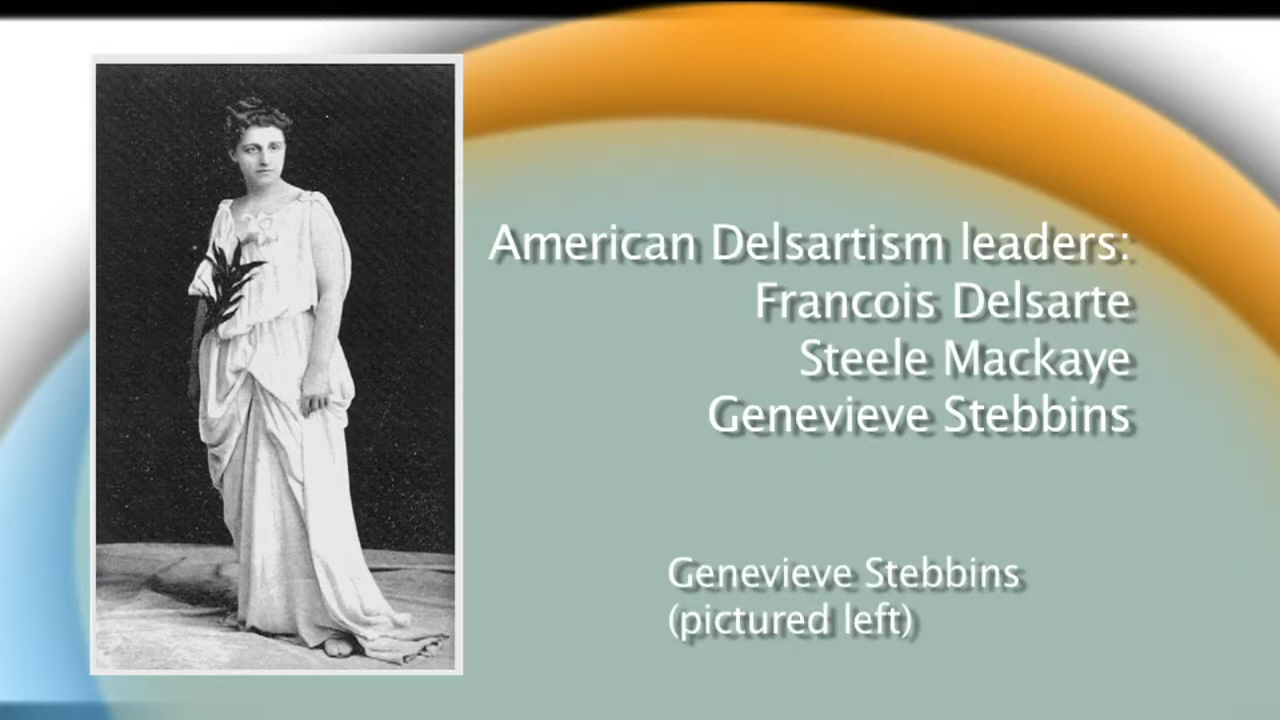 American Delsartism leaders:
Francois Delsarte
Steele Mackaye
Genevieve Stebbins
Genevieve Stebbins
(pictured left)